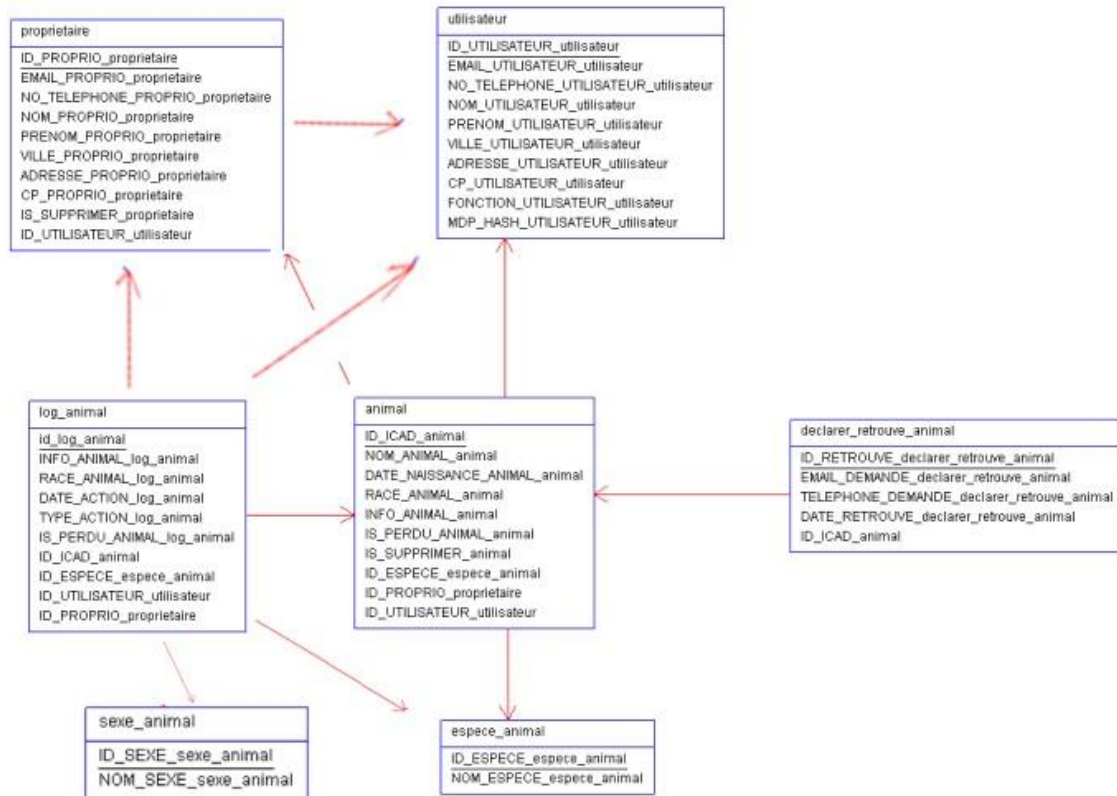 proprietaire
ID_PROPRIO_proprietaire
EMAIL_PROPRIO_proprietaire
NO_TELEPHONE_PROPRIO_proprietaire
NOM_PROPRIO_proprietaire
PRENOM_PROPRIO_proprietaire
VILLE_PROPRIO_proprietaire
ADRESSE_PROPRIO_proprietaire
CP_PROPRIO_proprietaire
IS_SUPPRIMER_proprietaire
ID_UTILISATEUR_utilisateur
utilisateur
ID_UTILISATEUR_utilisateur
EMAIL_UTILISATEUR_utilisateur
NO_TELEPHONE_UTILISATEUR_utilisateur
NOM_UTILISATEUR_utilisateur
PRENOM_UTILISATEUR_utilisateur
VILLE_UTILISATEUR_utilisateur
ADRESSE_UTILISATEUR_utilisateur
CP_UTILISATEUR_utilisateur
FONCTION_UTILISATEUR_utilisateur
MDP_HASH_UTILISATEUR_utilisateur
log_animal
id_log_animal
INFO_ANIMAL_log_animal
RACE_ANIMAL_log_animal
DATE_ACTION_log_animal
TYPE_ACTION_log_animal
IS_PERDU_ANIMAL_log_animal
ID_ICAD_animal
ID_ESPECE_espece_animal
ID_UTILISATEUR_utilisateur
ID_PROPRIO_proprietaire
animal
ID_ICAD_animal
NOM_ANIMAL_animal
DATE_NAISSANCE_ANIMAL_animal
RACE_ANIMAL_animal
INFO_ANIMAL_animal
IS_PERDU_ANIMAL_animal
IS_SUPPRIMER_animal
ID_ESPECE_espece_animal
ID_PROPRIO_proprietaire
ID_UTILISATEUR_utilisateur
declarer_retrouve_animal
ID_RETROUVE_declarer_retrouve_animal
EMAIL_DEMANDE_declarer_retrouve_animal
TELEPHONE_DEMANDE_declarer_retrouve_animal
DATE_RETROUVE_declarer_retrouve_animal
ID_ICAD_animal
sexe_animal
ID_SEXE_sexe_animal
NOM_SEXE_sexe_animal
espece_animal
ID_ESPECE_espece_animal
NOM_ESPECE_espece_animal